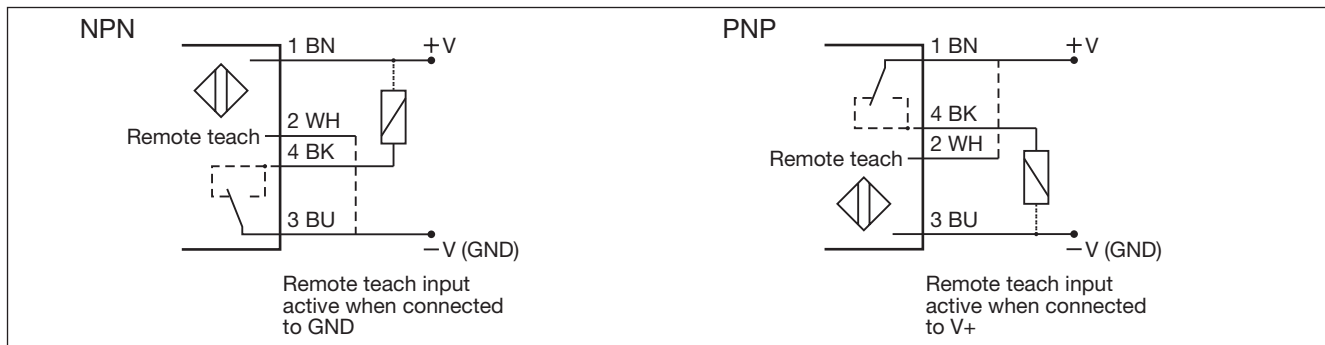 NPN
1 BN
+V
2 WH
Remote teach
4 BK
3 BU
–V (GND)
Remote teach input
active when connected
to GND
PNP
1 BN
+V
4 BK
2 WH
Remote teach
3 BU
–V (GND)
Remote teach input
active when connected
to V+